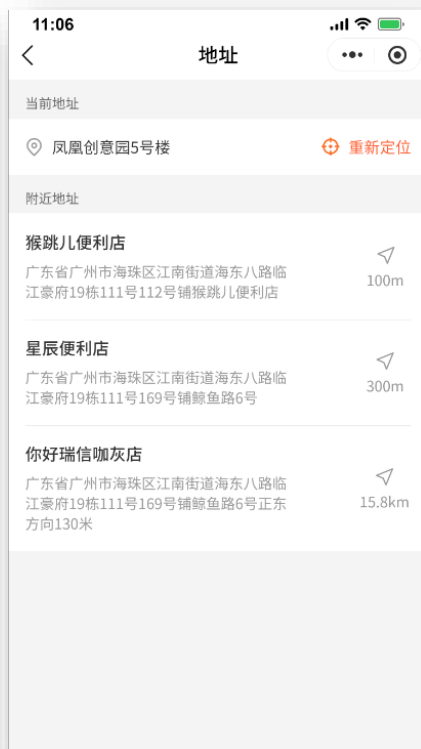 11:06
地址
当前地址
凤凰创意园5号楼 重新定位
附近地址
猴跳儿便利店
广东省广州市海珠区江南街道海东八路临
江豪府19栋111号112号铺猴跳儿便利店
100m
星辰便利店
广东省广州市海珠区江南街道海东八路临
江豪府19栋111号169号铺鲸鱼路6号
300m
你好瑞信咖灰店
广东省广州市海珠区江南街道海东八路临
江豪府19栋111号169号铺鲸鱼路6号正东
方向130米
15.8km